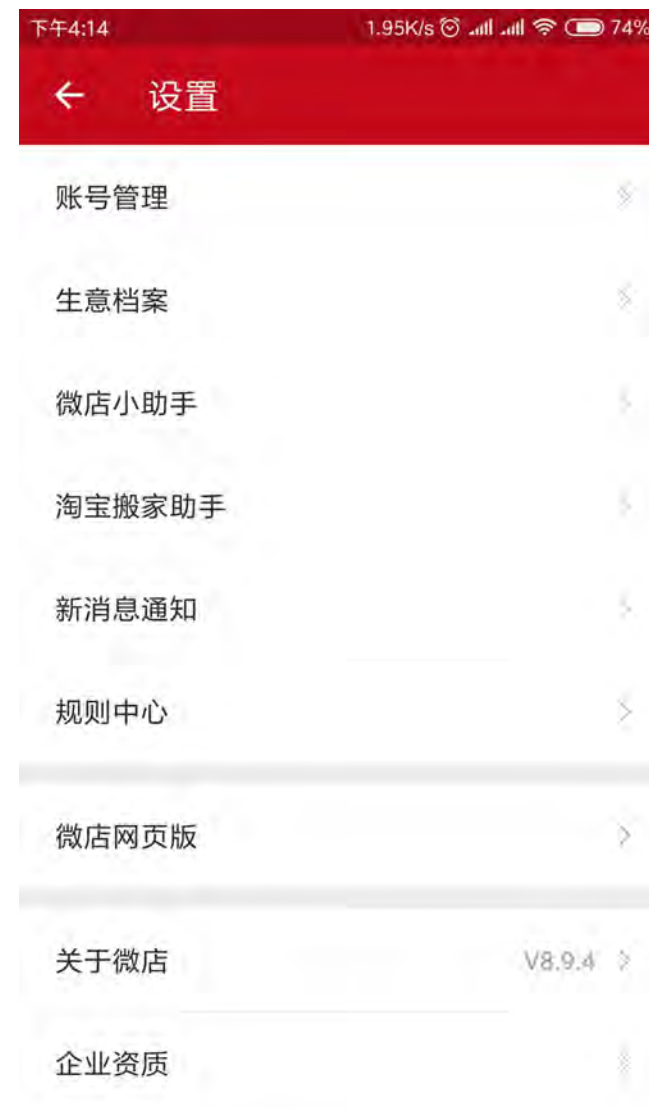 下午4:14 1.95K/s 74%
设置
账号管理
生意档案
微店小助手
淘宝搬家助手
新消息通知
规则中心
微店网页版
关于微店 V8.9.4
企业资质